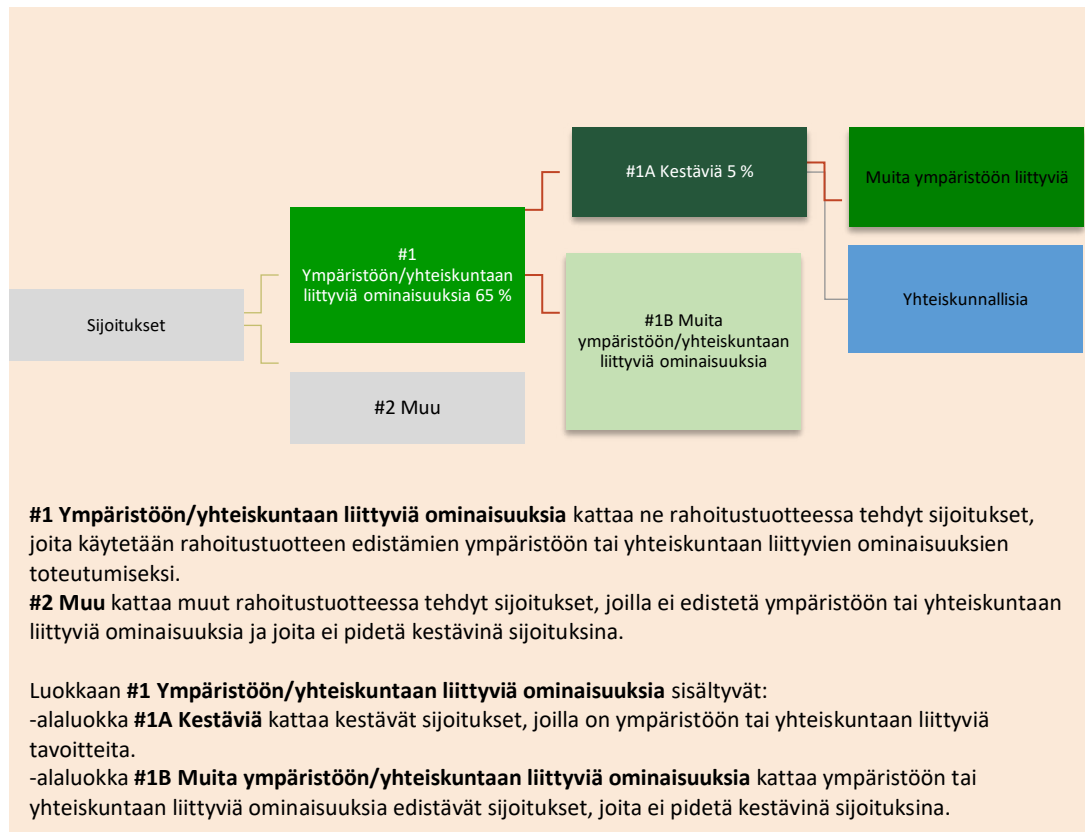 #1A Kestäviä 5 %
Muita ympäristöön liittyviä
#1
Ympäristöön/yhteiskuntaan
liittyviä ominaisuuksia 65 %
Sijoitukset
Yhteiskunnallisia
#1B Muita
ympäristöön/yhteiskuntaan
liittyviä ominaisuuksia
#2 Muu
#1 Ympäristöön/yhteiskuntaan liittyviä ominaisuuksia kattaa ne rahoitustuotteessa tehdyt sijoitukset,
joita käytetään rahoitustuotteen edistämien ympäristöön tai yhteiskuntaan liittyvien ominaisuuksien
toteutumiseksi.
#2 Muu kattaa muut rahoitustuotteessa tehdyt sijoitukset, joilla ei edistetä ympäristöön tai yhteiskuntaan
liittyviä ominaisuuksia ja joita ei pidetä kestävinä sijoituksina.
Luokkaan #1 Ympäristöön/yhteiskuntaan liittyviä ominaisuuksia sisältyvät:
-alaluokka #1A Kestäviä kattaa kestävät sijoitukset, joilla on ympäristöön tai yhteiskuntaan liittyviä
tavoitteita.
-alaluokka #1B Muita ympäristöön/yhteiskuntaan liittyviä ominaisuuksia kattaa ympäristöön tai
yhteiskuntaan liittyviä ominaisuuksia edistävät sijoitukset, joita ei pidetä kestävinä sijoituksina.